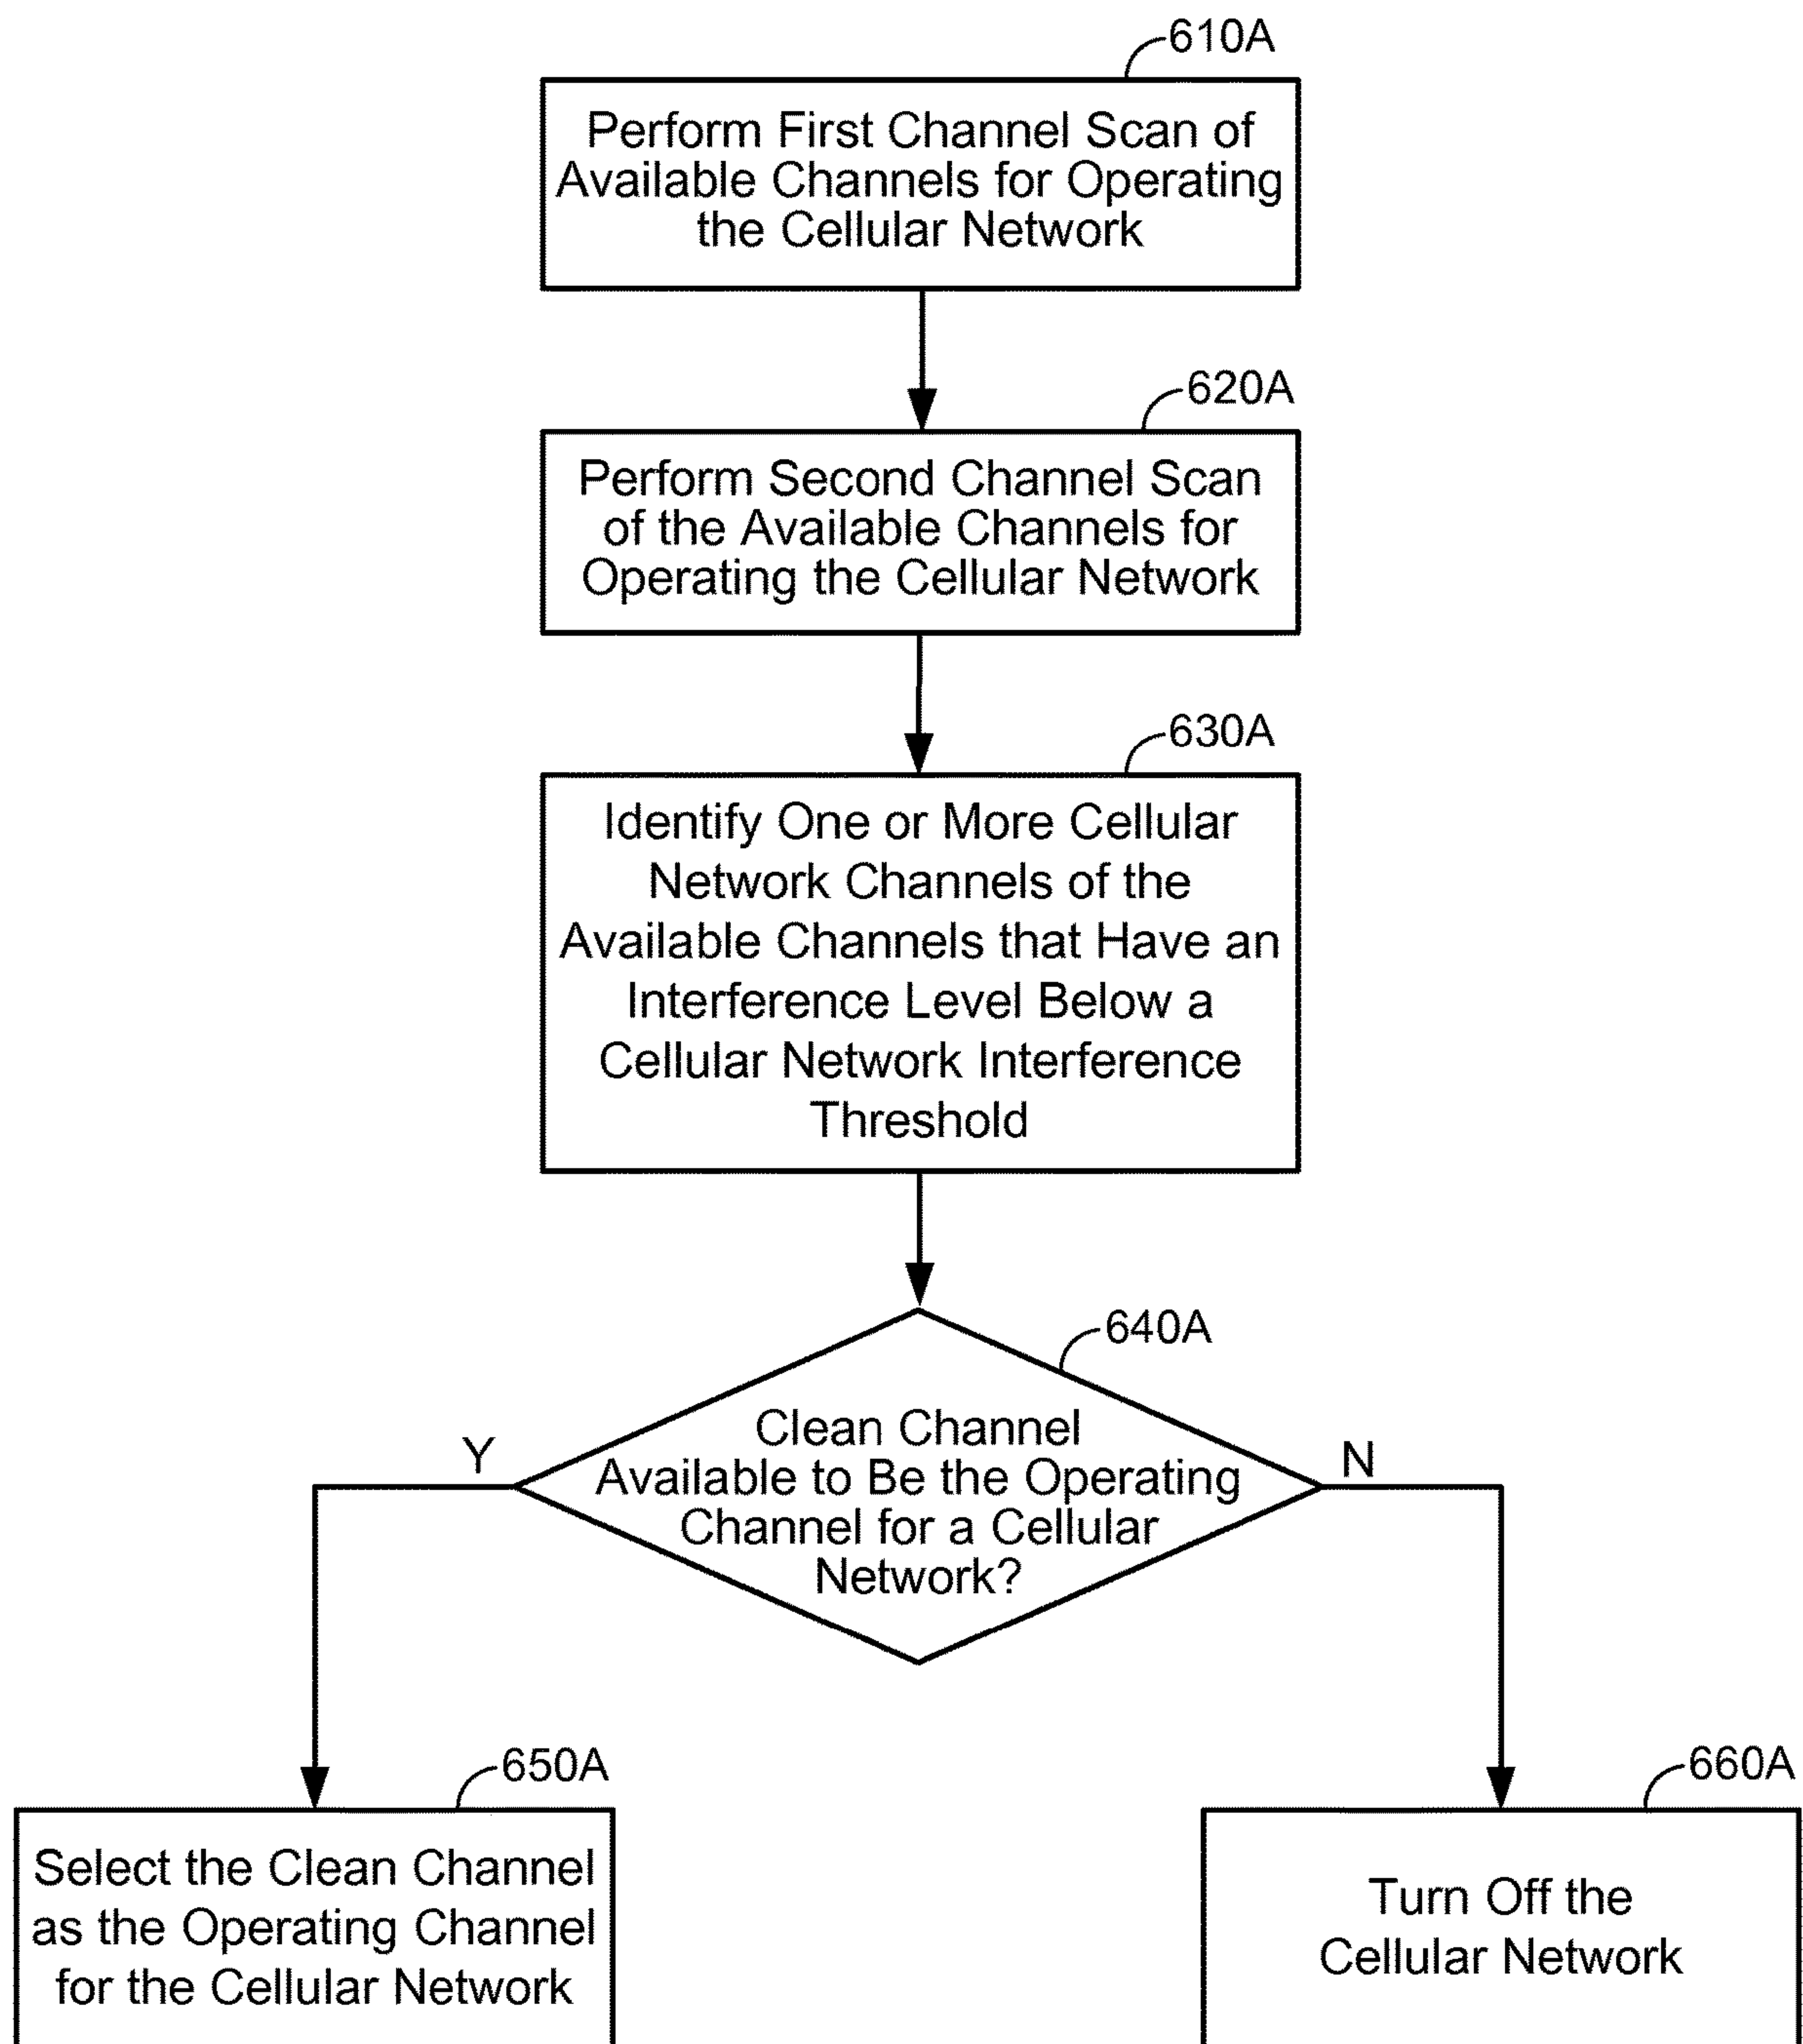 610A
Perform First Channel Scan of
Available Channels for Operating
the Cellular Network
620A
Perform Second Channel Scan
of the Available Channels for
Operating the Cellular Network
630A
Identify One or More Cellular
Network Channels of the
Available Channels that Have an
Interference Level Below a
Cellular Network Interference
Threshold
640A
Clean Channel
Available to Be the Operating
Channel for a Cellular
Network?
Y
N
650A
Select the Clean Channel
as the Operating Channel
for the Cellular Network
660A
Turn Off the
Cellular Network